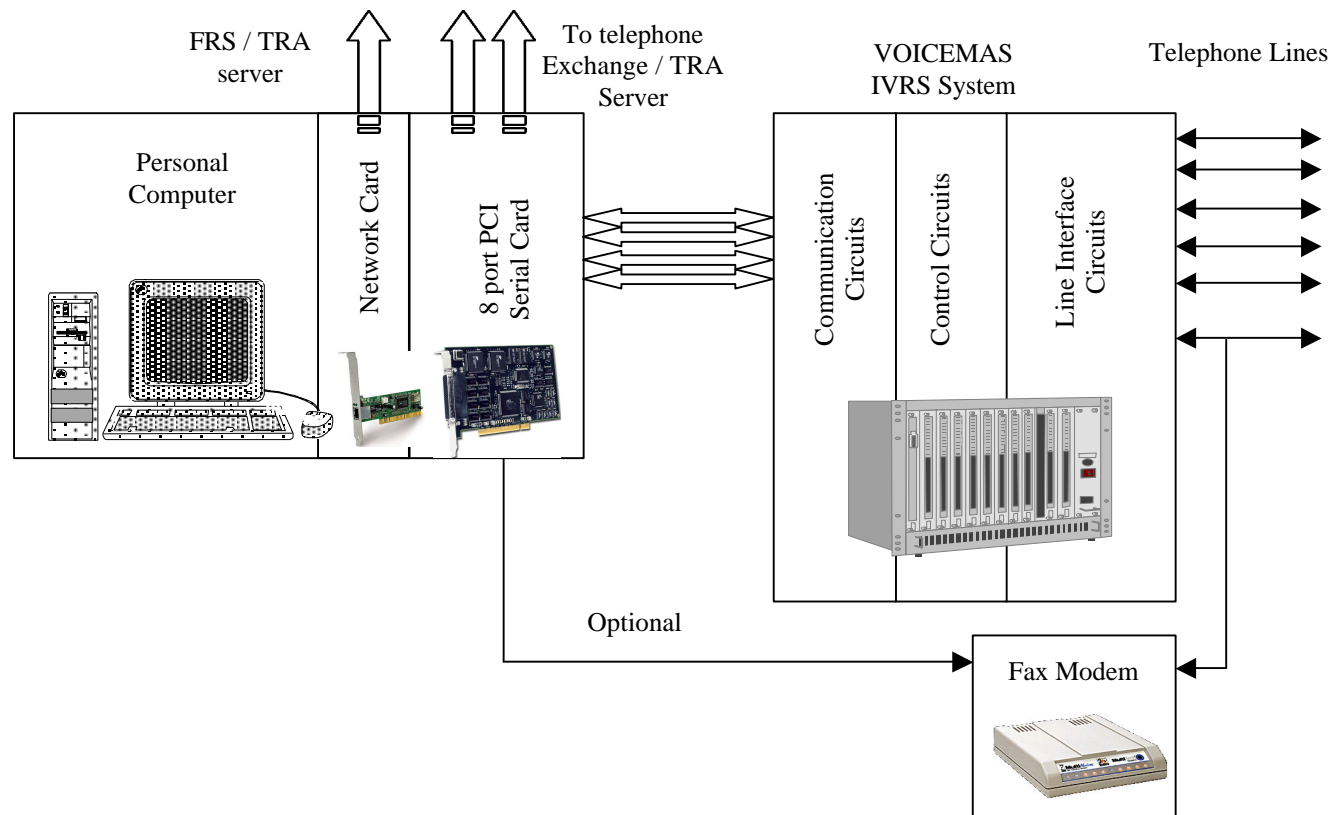 FRS / TRA
server
To telephone
Exchange / TRA
Server
VOICEMAS
IVRS System
Telephone Lines
Personal
Computer
Network Card
8 port PCI
Serial Card
Communication
Circuits
Control Circuits
Line Interface
Circuits
Optional
Fax Modem